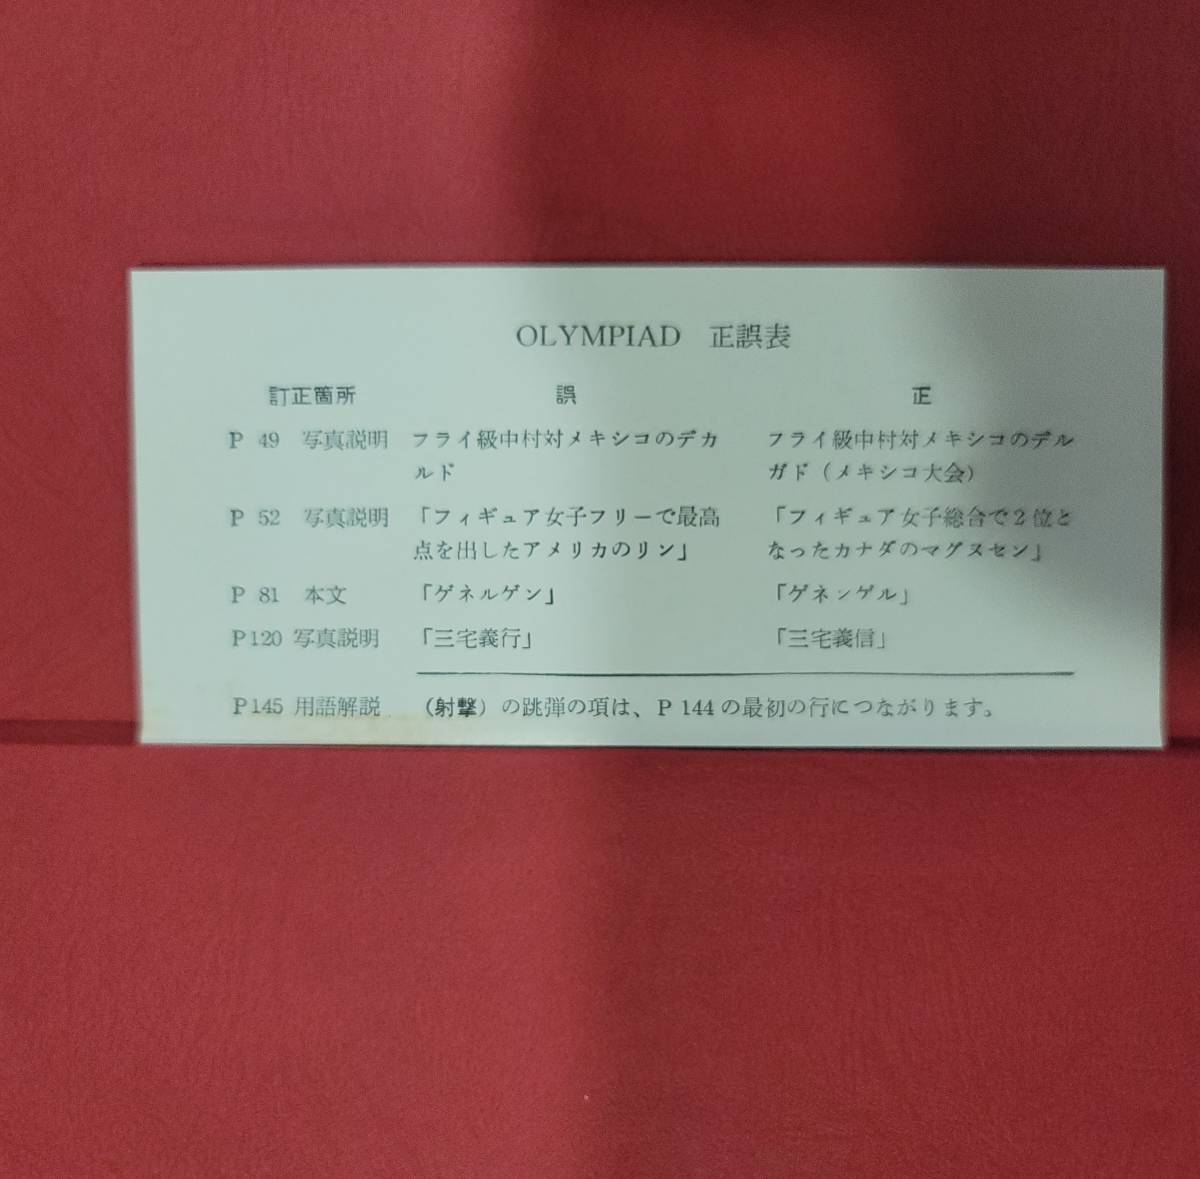 OLYMPIAD 正誤表
訂正箇所 誤 正
P 49 写真説明 フライ級中村対メキシコのデカ フライ級中村対メキシコのデル
ルド ガド(メキシコ大会)
P 52 写真説明 「フィギュア女子フリーで最高 「フィギュア女子総合で2位と
点を出したアメリカのリン」 なったカナダのマグヌセン」
P 81 本文 「ゲネルゲン」 「ゲネンゲル」
P120 写真説明 「三宅義行」 「三宅義信」
P145 用語解説 (射撃)の跳弾の項は、P 144の最初の行につながります。